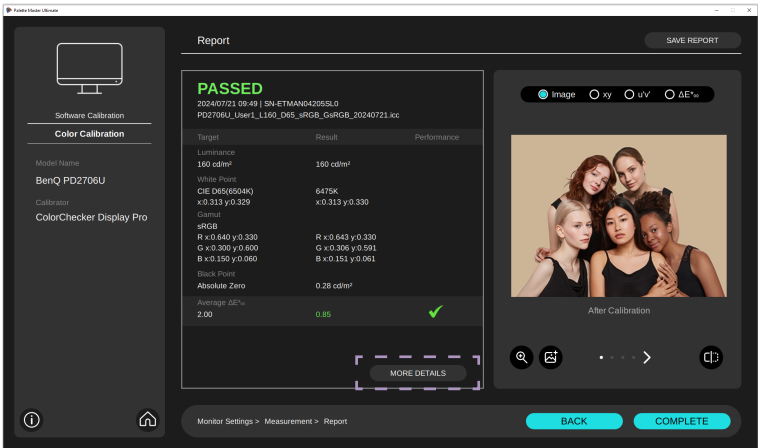 Palette Master Ultimate
Report
SAVE REPORT
Software Calibration
Color Calibration
Model Name
BenQ PD2706U
Calibrator
ColorChecker Display Pro
PASSED
2024/07/21 09:49 | SN-ETMAN04205SL0
PD2706U_User1_L160_D65_sRGB_GsRGB_20240721.icc
Target Result Performance
Luminance
160 cd/m² 160 cd/m²
White Point
CIE D65(6504K) 6475K
x:0.313 y:0.329 x:0.313 y:0.330
Gamut
sRGB
R x:0.640 y:0.330 R x:0.643 y:0.330
G x:0.300 y:0.600 G x:0.306 y:0.591
B x:0.150 y:0.060 B x:0.151 y:0.061
Black Point
Absolute Zero 0.28 cd/m²
Average ΔE*₀₀
2.00 0.85
MORE DETAILS
Image xy u'v' ΔE*₀₀
After Calibration
Monitor Settings > Measurement > Report
BACK
COMPLETE